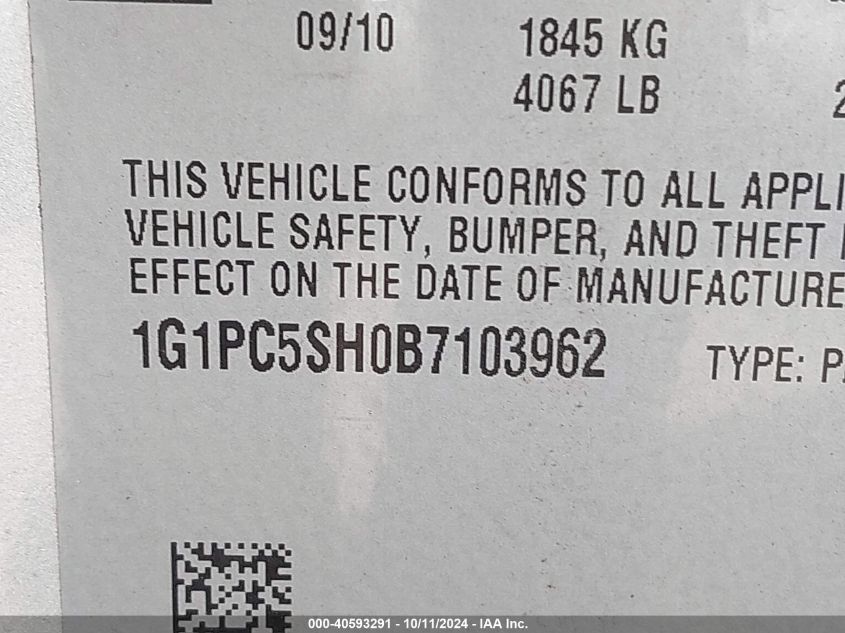 09/10 1845 KG
4067 LB
THIS VEHICLE CONFORMS TO ALL
VEHICLE SAFETY, BUMPER, AND THEFT
EFFECT ON THE DATE OF MANUFACTURE
1G1PC5SH0B7103962 TYPE:
000-40593291 - 10/11/2024 - IAA Inc.